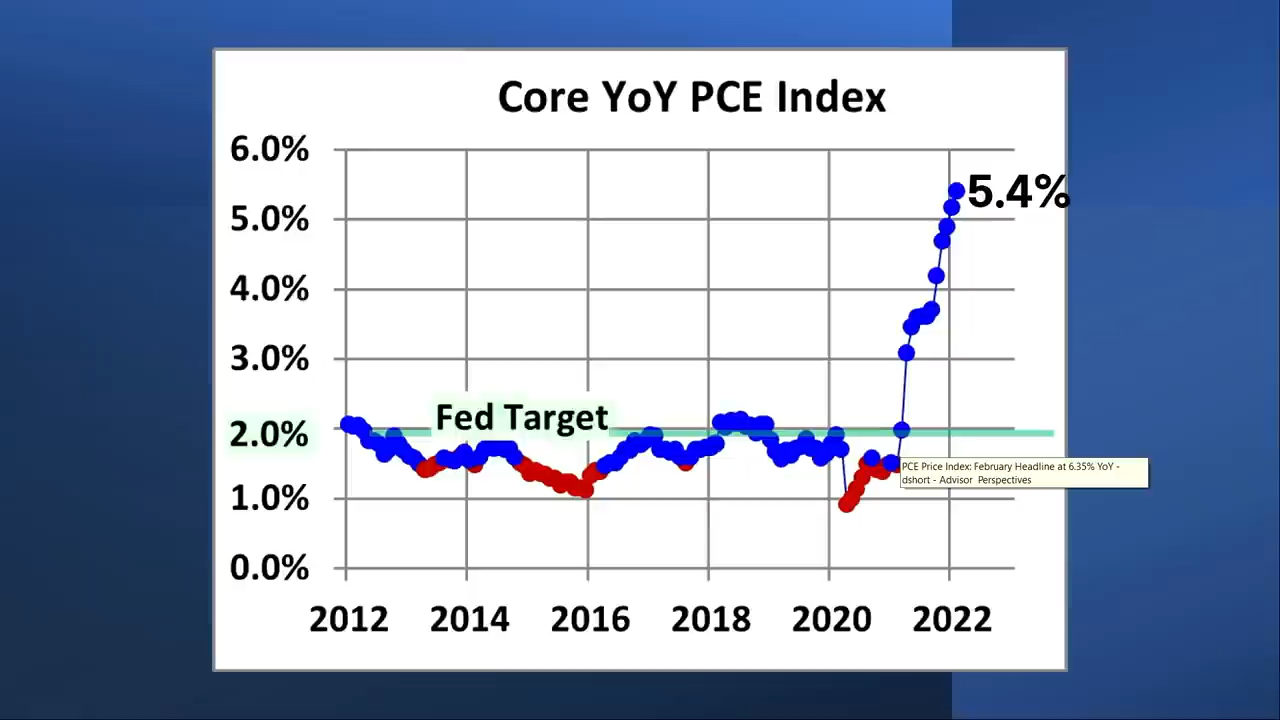 Core YoY PCE Index
6.0%
5.4%
5.0%
4.0%
3.0%
Fed Target
2.0%
PCE Price Index: February Headline at 6.35% YoY -
dshort - Advisor Perspectives
1.0%
0.0%
2012 2014 2016 2018 2020 2022